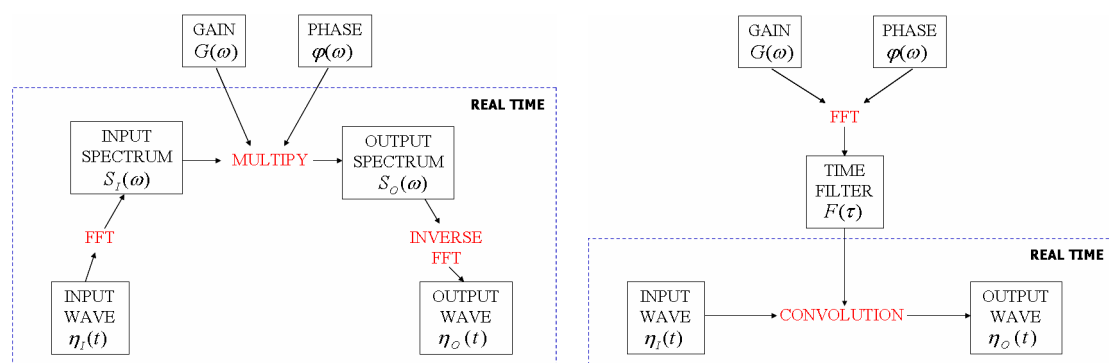 GAIN
G(ω)
PHASE
φ(ω)
REAL TIME
INPUT
SPECTRUM
S_I(ω)
MULTIPY
OUTPUT
SPECTRUM
S_O(ω)
FFT
INVERSE
FFT
INPUT
WAVE
η_I(t)
OUTPUT
WAVE
η_O(t)
GAIN
G(ω)
PHASE
φ(ω)
FFT
TIME
FILTER
F(τ)
REAL TIME
INPUT
WAVE
η_I(t)
CONVOLUTION
OUTPUT
WAVE
η_O(t)